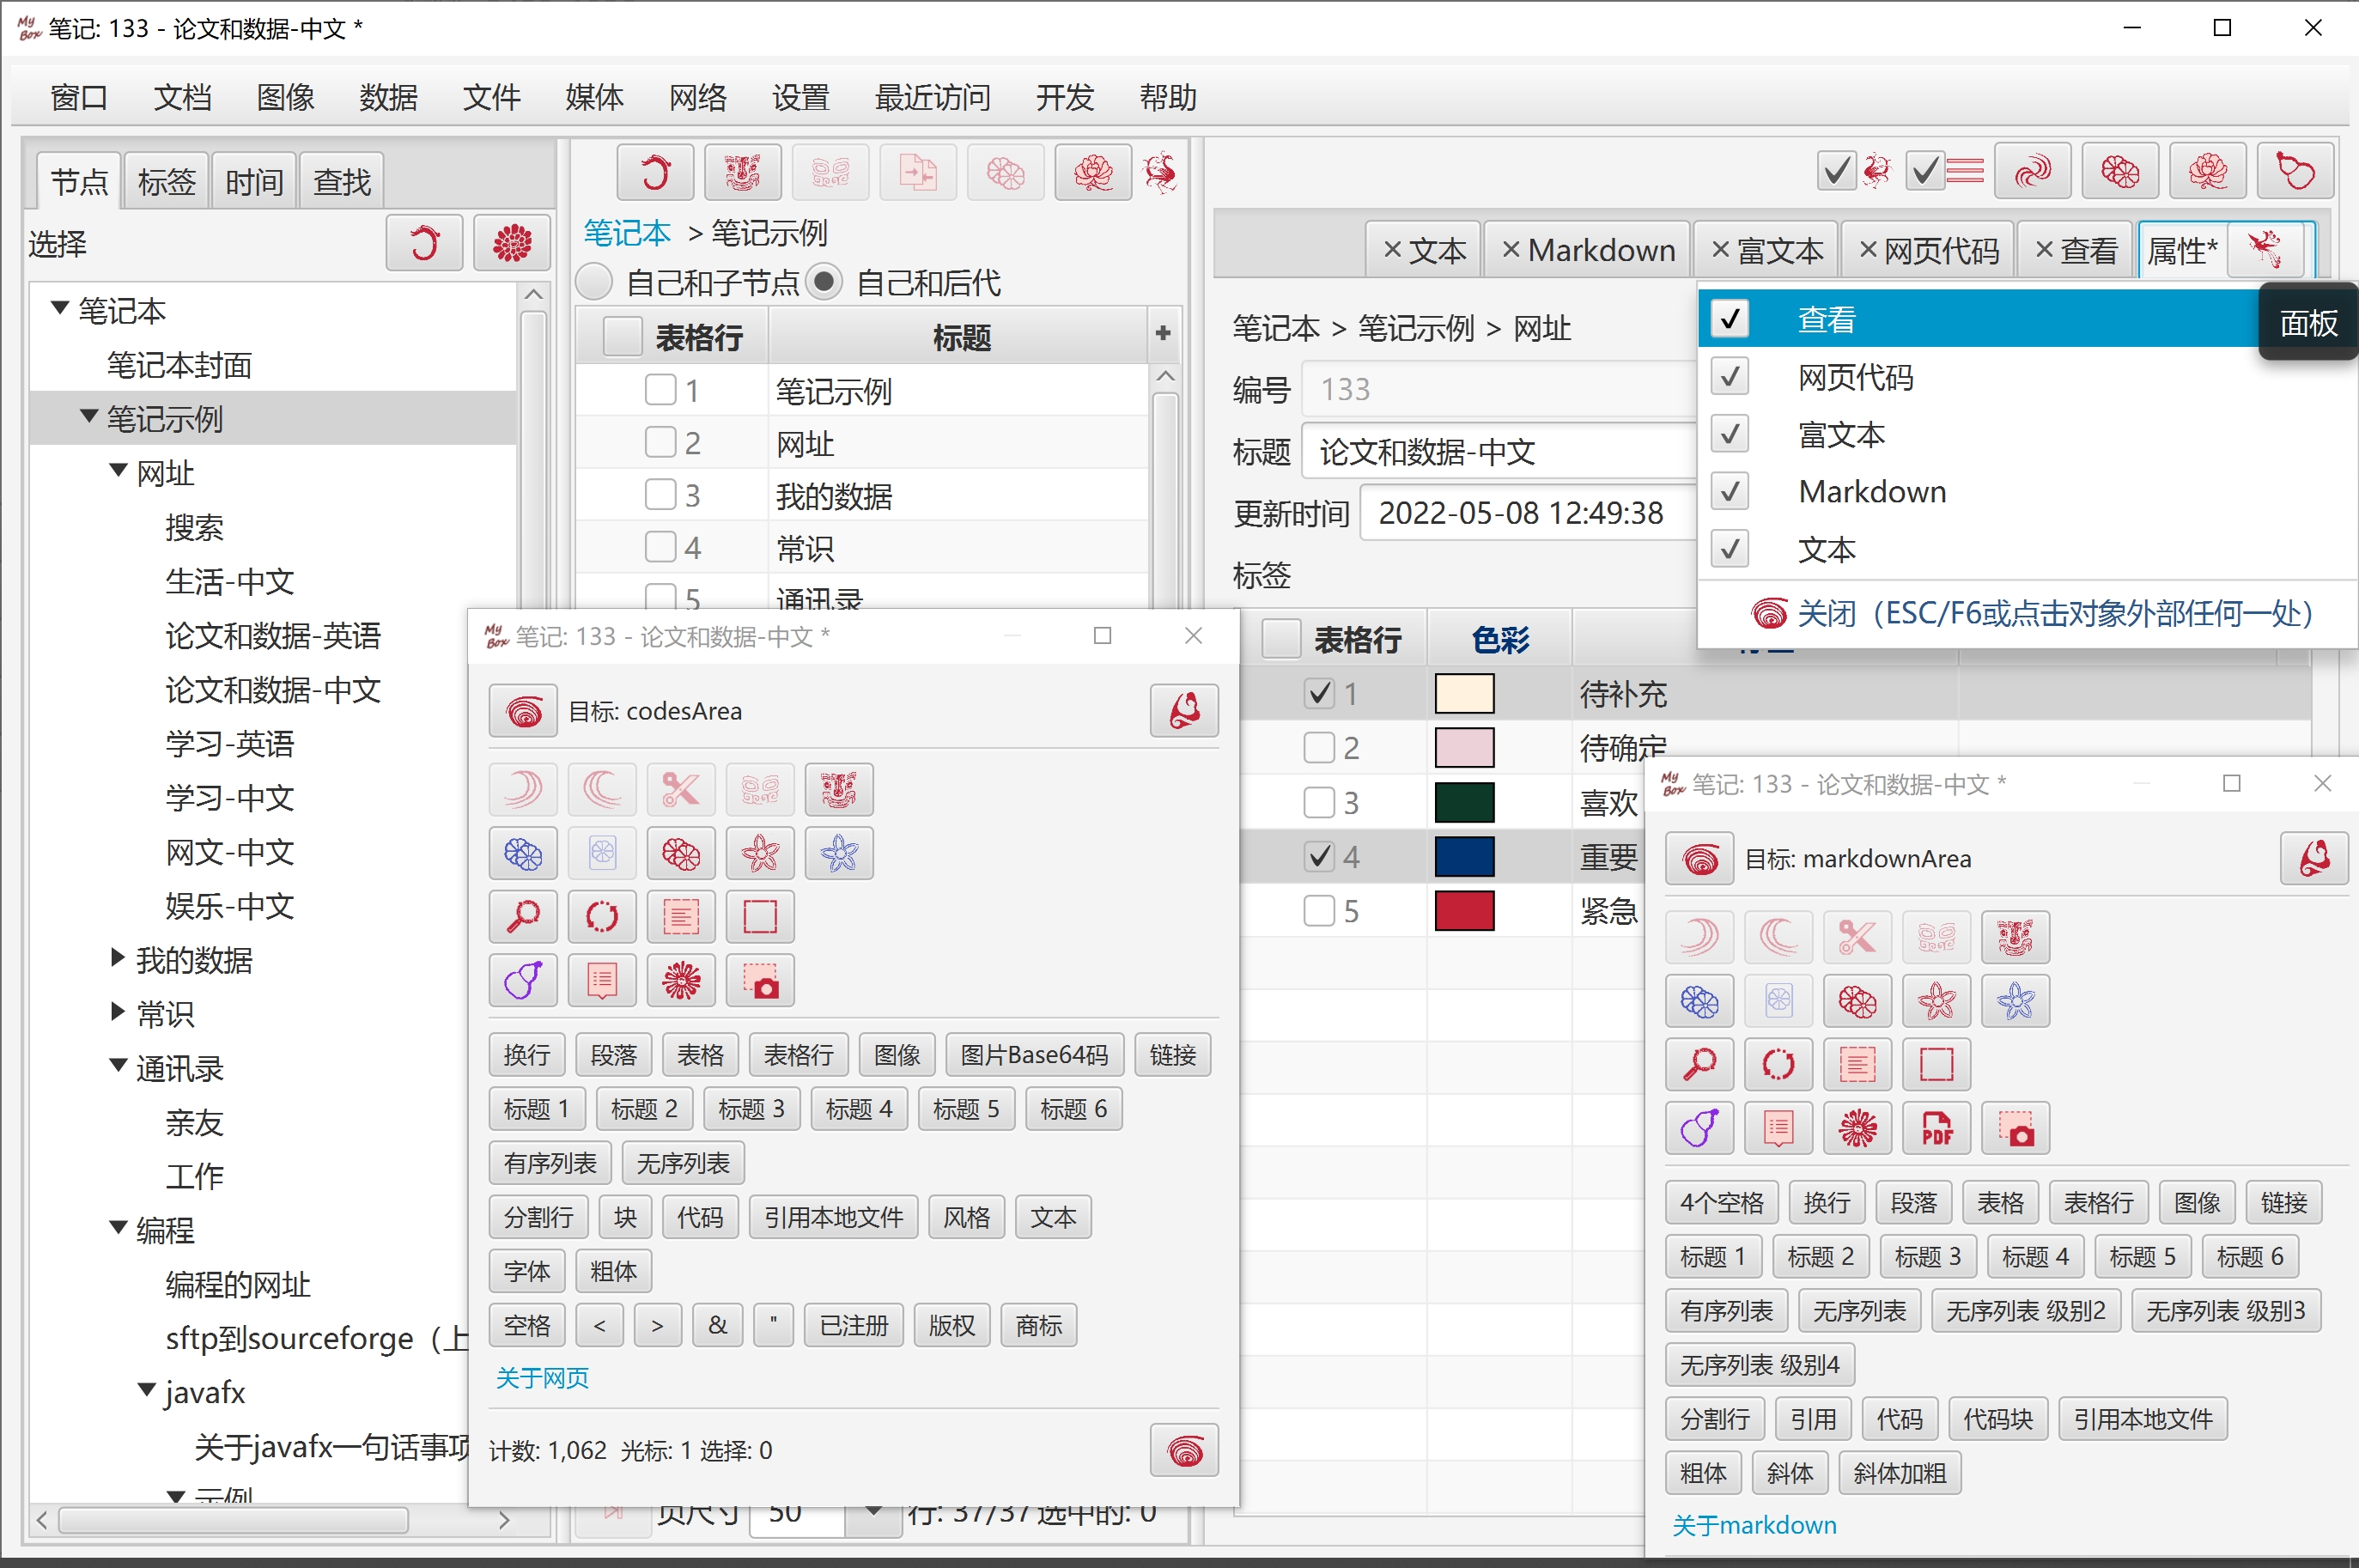 My Box 笔记: 133 - 论文和数据-中文 *
窗口 文档 图像 数据 文件 媒体 网络 设置 最近访问 开发 帮助
节点 标签 时间 查找
选择
笔记本
笔记本封面
笔记示例
网址
搜索
生活-中文
论文和数据-英语
论文和数据-中文
学习-英语
学习-中文
网文-中文
娱乐-中文
我的数据
常识
通讯录
亲友
工作
编程
编程的网址
sftp到sourceforge（上
javafx
关于javafx一句话事项
示例
笔记本 > 笔记示例
自己和子节点 自己和后代
表格行 标题 +
1 笔记示例
2 网址
3 我的数据
4 常识
5 通讯录
页尺寸 50 行: 37/37 选中的: 0
× 文本 × Markdown × 富文本 × 网页代码 × 查看 属性*
笔记本 > 笔记示例 > 网址
编号 133
标题 论文和数据-中文
更新时间 2022-05-08 12:49:38
标签
查看
面板
网页代码
富文本
Markdown
文本
关闭（ESC/F6或点击对象外部任何一处）
表格行 色彩
1 待补充
2 待确定
3 喜欢
4 重要
5 紧急
My Box 笔记: 133 - 论文和数据-中文 *
目标: codesArea
换行 段落 表格 表格行 图像 图片Base64码 链接
标题 1 标题 2 标题 3 标题 4 标题 5 标题 6
有序列表 无序列表
分割行 块 代码 引用本地文件 风格 文本
字体 粗体
空格 < > & " 已注册 版权 商标
关于网页
计数: 1,062 光标: 1 选择: 0
My Box 笔记: 133 - 论文和数据-中文 *
目标: markdownArea
PDF
4个空格 换行 段落 表格 表格行 图像 链接
标题 1 标题 2 标题 3 标题 4 标题 5 标题 6
有序列表 无序列表 无序列表 级别2 无序列表 级别3
无序列表 级别4
分割行 引用 代码 代码块 引用本地文件
粗体 斜体 斜体加粗
关于markdown